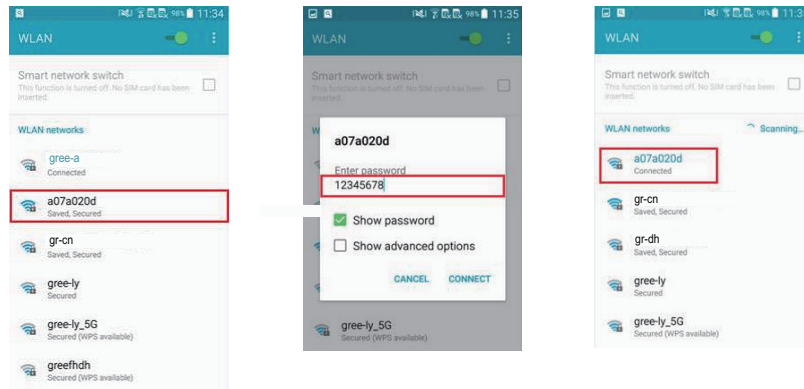 98% 11:34
WLAN
Smart network switch
This function is turned off. No SIM card has been
inserted.
WLAN networks
gree-a
Connected
a07a020d
Saved, Secured
gr-cn
Saved, Secured
gree-ly
Secured
gree-ly_5G
Secured (WPS available)
greefhdh
Secured (WPS available)
98% 11:35
WLAN
Smart network switch
This function is turned off. No SIM card has been
inserted.
W
a07a020d
Enter password
12345678
Show password
Show advanced options
CANCEL CONNECT
gree-ly_5G
Secured (WPS available)
98% 11:3
WLAN
Smart network switch
This function is turned off. No SIM card has been
inserted.
WLAN networks Scanning..
a07a020d
Connected
gr-cn
Saved, Secured
gr-dh
Saved, Secured
gree-ly
Secured
gree-ly_5G
Secured (WPS available)